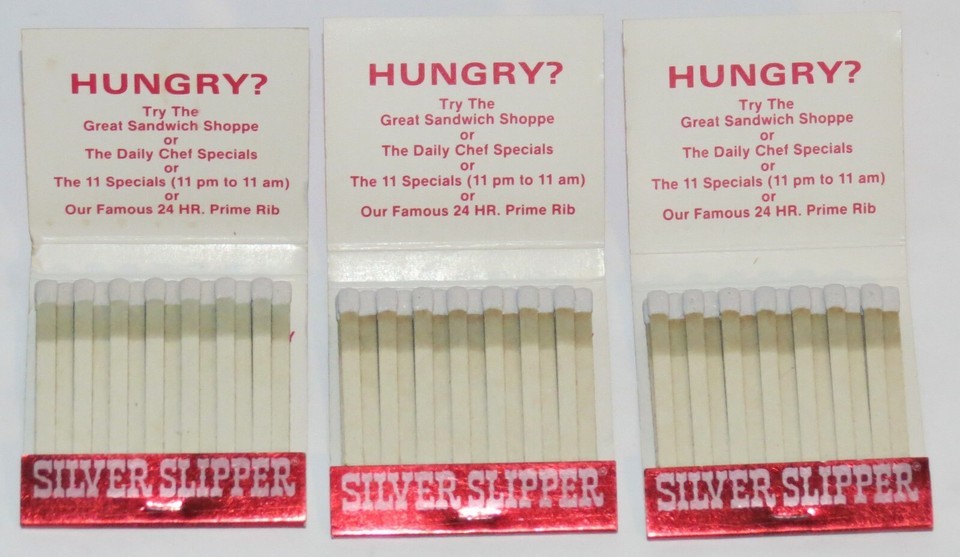 HUNGRY?
Try The
Great Sandwich Shoppe
or
The Daily Chef Specials
or
The 11 Specials (11 pm to 11 am)
or
Our Famous 24 HR. Prime Rib
SILVER SLIPPER
HUNGRY?
Try The
Great Sandwich Shoppe
or
The Daily Chef Specials
or
The 11 Specials (11 pm to 11 am)
or
Our Famous 24 HR. Prime Rib
SILVER SLIPPER®
HUNGRY?
Try The
Great Sandwich Shoppe
or
The Daily Chef Specials
or
The 11 Specials (11 pm to 11 am)
or
Our Famous 24 HR. Prime Rib
SILVER SLIPPER®